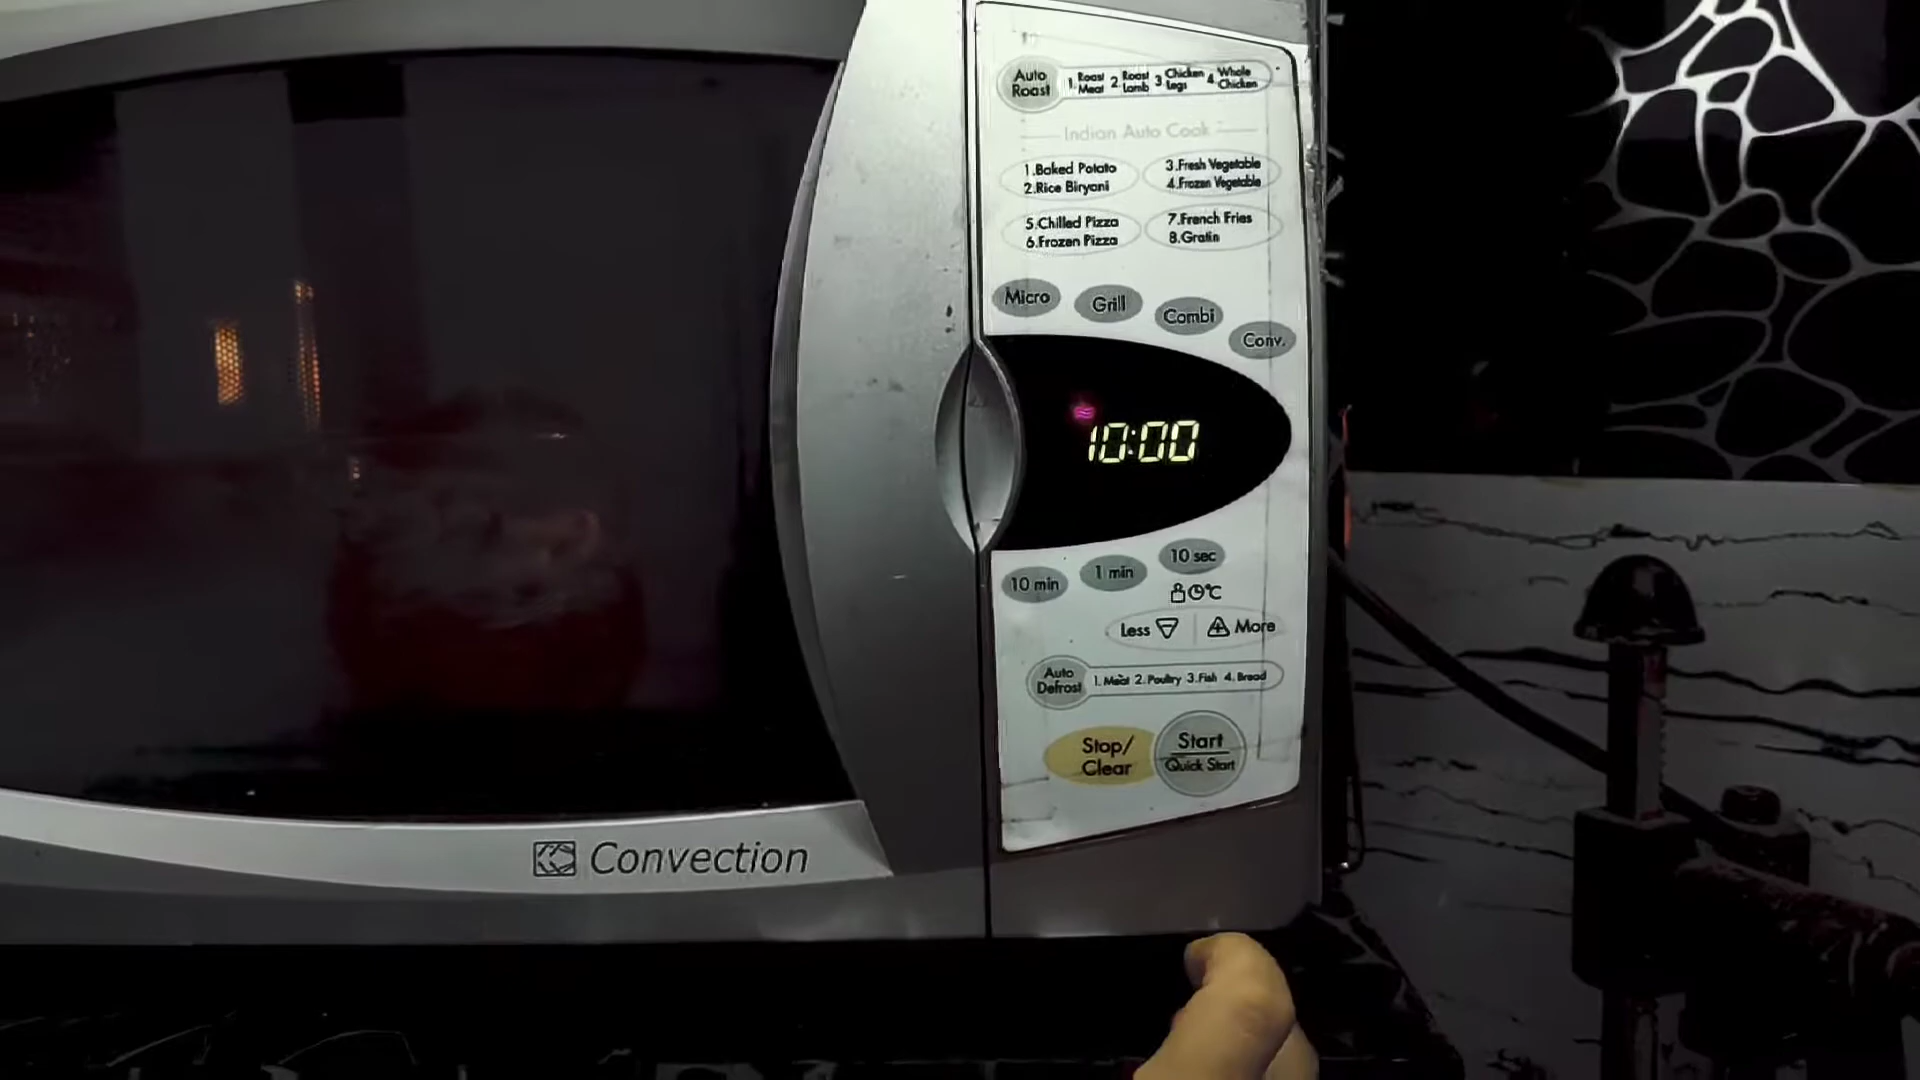 Auto
Roast
1. Roast Meat 2. Roast Lamb 3 Chicken Legs 4 Whole Chicken
Indian Auto Cook
1.Baked Potato
2.Rice Biryani
3.Fresh Vegetable
4.Frozen Vegetable
5.Chilled Pizza
6.Frozen Pizza
7.French Fries
8.Gratin
Micro
Grill
Combi
Conv.
10:00
10 min
1 min
10 sec
°C
Less
More
Auto
Defrost
1. Meat 2. Poultry 3.Fish 4. Bread
Stop/
Clear
Start
Quick Start
Convection